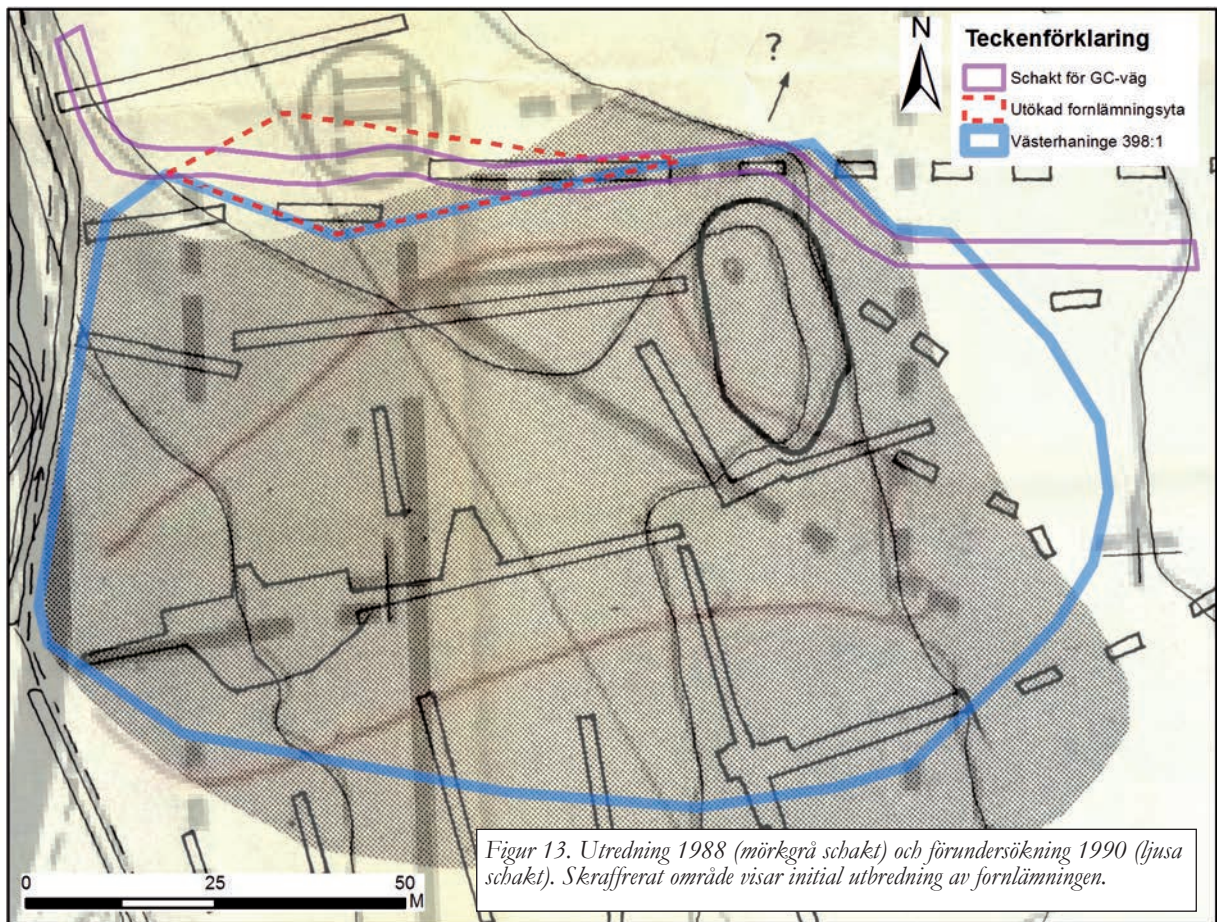 ?
N
Teckenförklaring
Schakt för GC-väg
Utökad fornlämningsyta
Västerhaninge 398:1
Figur 13. Utredning 1988 (mörkgrå schakt) och förundersökning 1990 (ljusa
schakt). Skraffrerat område visar initial utbredning av fornlämningen.
0 25 50
M